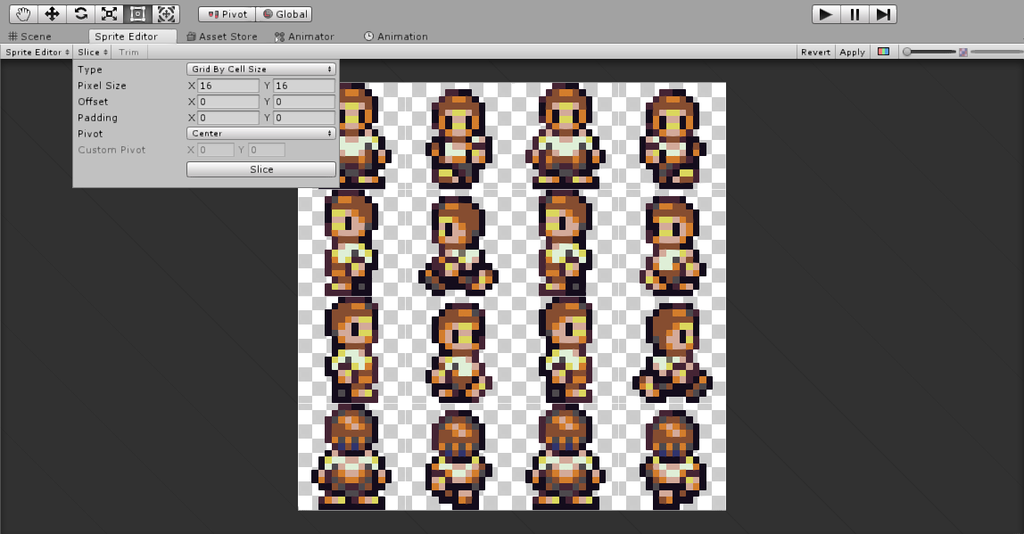 Pivot Global
Scene Sprite Editor Asset Store Animator Animation
Sprite Editor Slice Trim Revert Apply
Type Grid By Cell Size
Pixel Size X 16 Y 16
Offset X 0 Y 0
Padding X 0 Y 0
Pivot Center
Custom Pivot X 0 Y 0
Slice